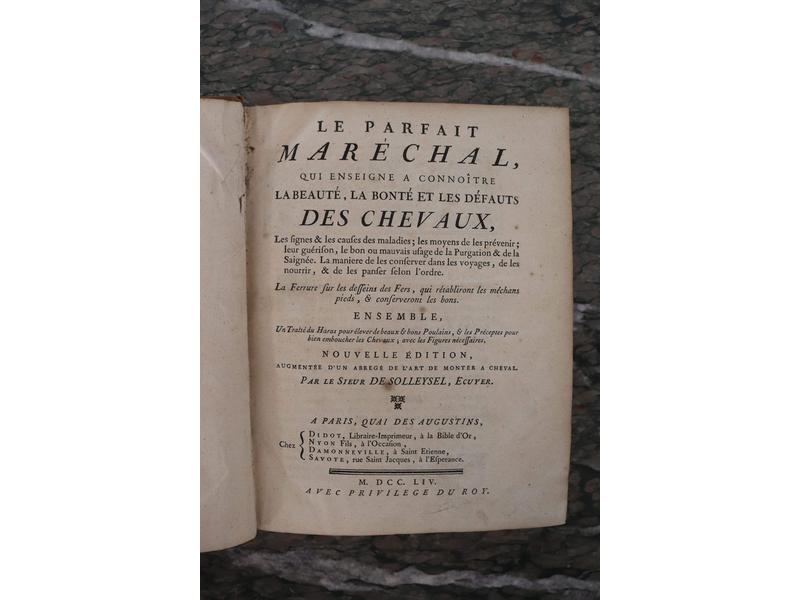 LE PARFAIT
MARÉCHAL,
QUI ENSEIGNE A CONNOÎTRE
LA BEAUTÉ, LA BONTÉ ET LES DÉFAUTS
DES CHEVAUX,
Les ſignes & les cauſes des maladies; les moyens de les prévenir;
leur guériſon, le bon ou mauvais uſage de la Purgation & de la
Saignée. La maniere de les conſerver dans les voyages, de les
nourrir, & de les panſer ſelon l'ordre.
La Ferrure ſur les deſſeins des Fers, qui rétabliront les méchans
pieds, & conſerveront les bons.
ENSEMBLE,
Un Traité du Haras pour élever de beaux & bons Poulains, & les Préceptes pour
bien emboucher les Chevaux; avec les Figures néceſſaires.
NOUVELLE ÉDITION,
AUGMENTÉE D'UN ABREGÉ DE L'ART DE MONTER A CHEVAL.
PAR LE SIEUR DE SOLLEYSEL, ECUYER.
A PARIS, QUAI DES AUGUSTINS,
Chez { DIDOT, Libraire-Imprimeur, à la Bible d'Or,
NYON Fils, à l'Occaſion,
DAMONNEVILLE, à Saint Etienne,
SAVOYE, rue Saint Jacques, à l'Eſperance.
M. DCC. LIV.
AVEC PRIVILEGE DU ROY.